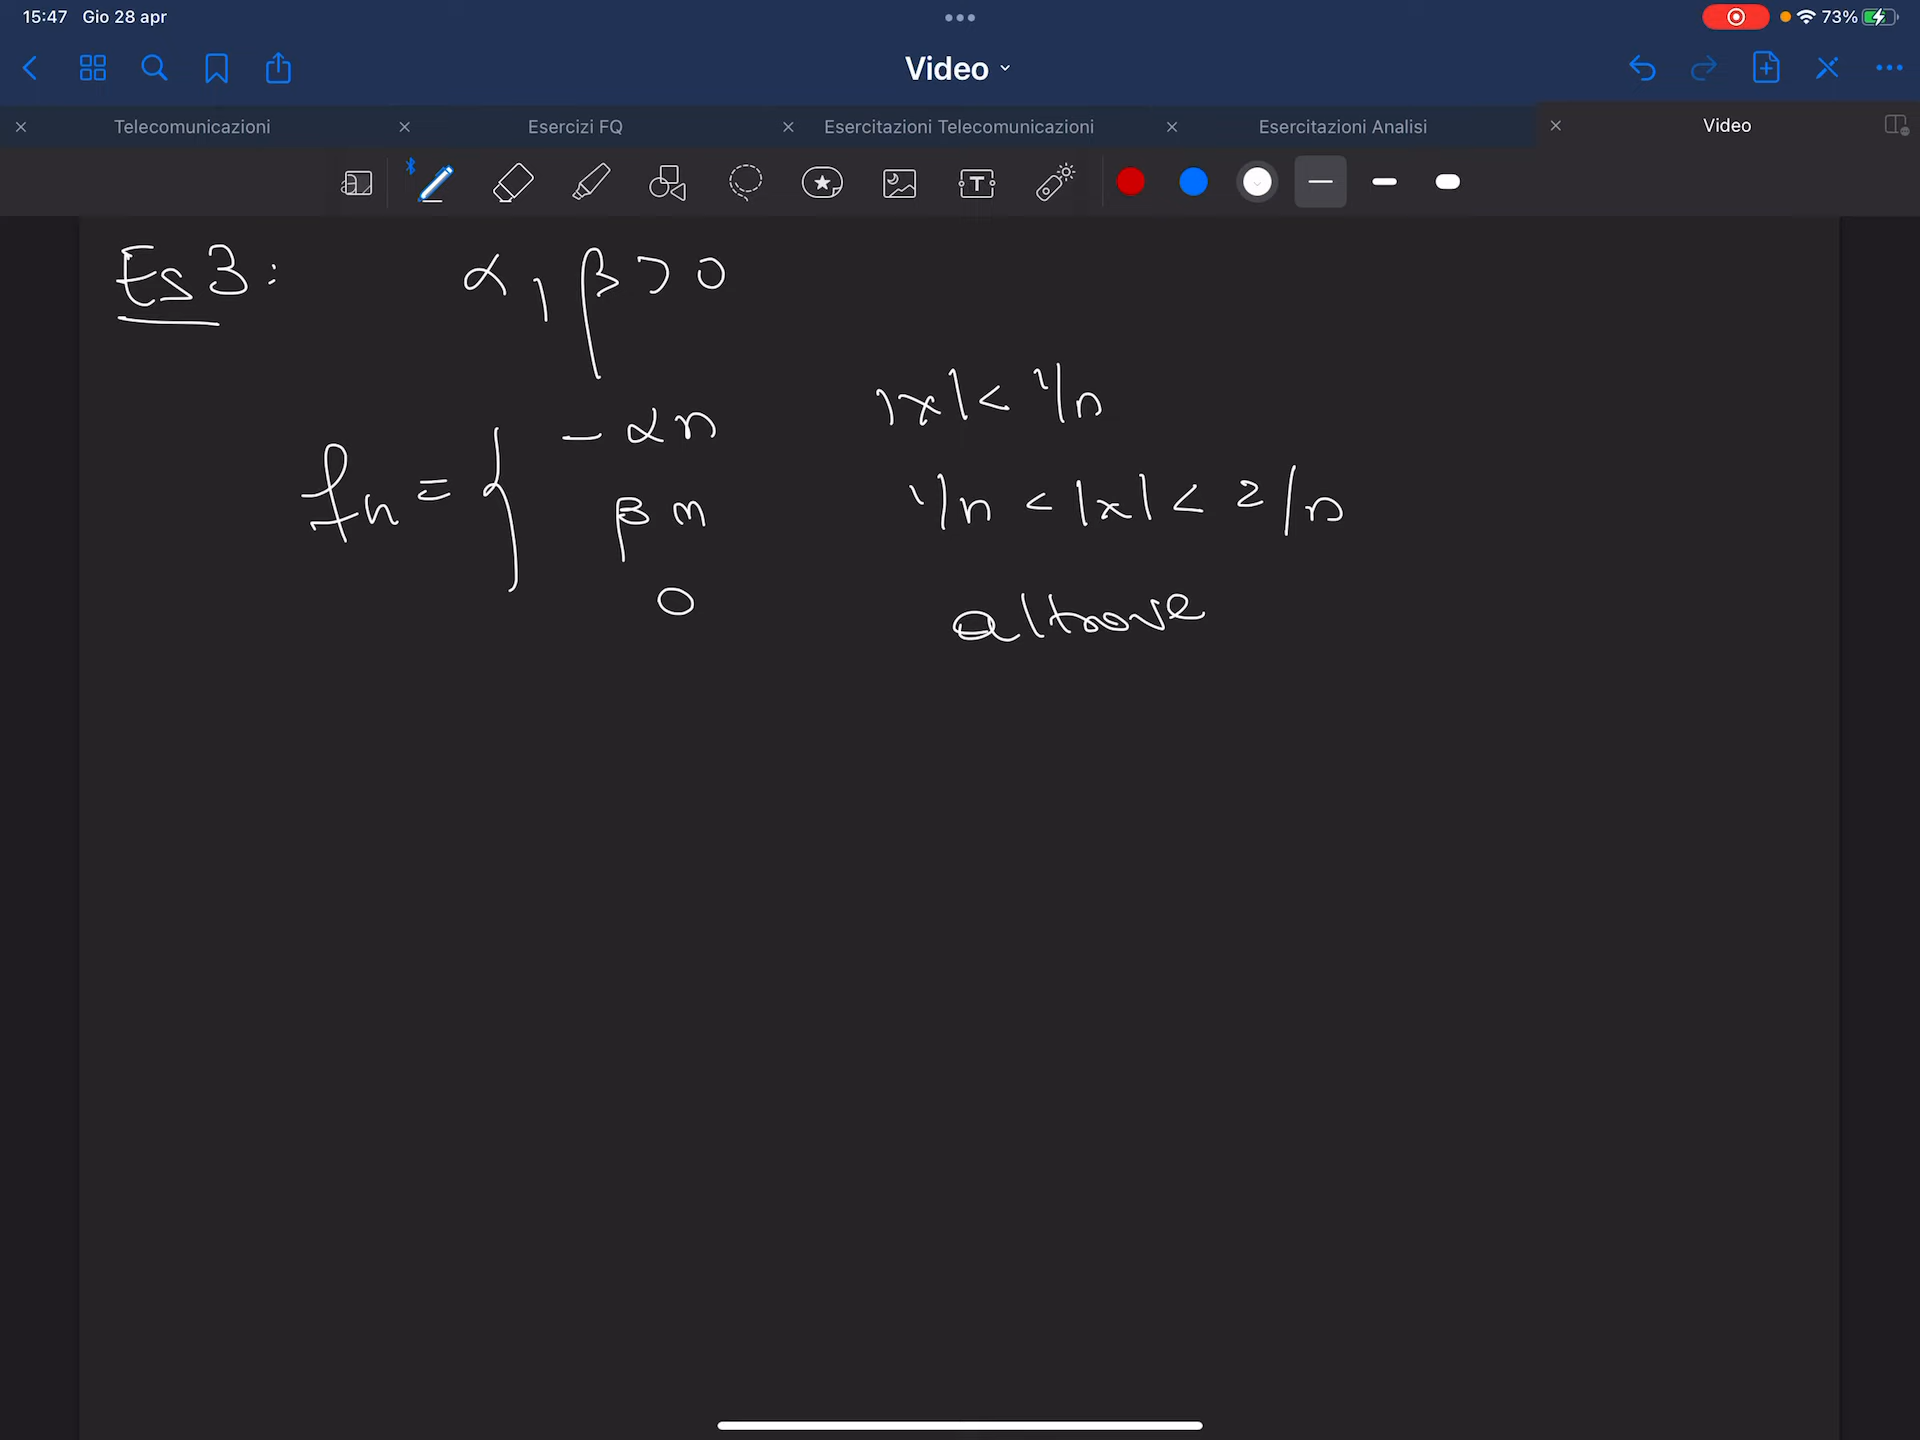 15:47 Gio 28 apr 73%
Video
Telecomunicazioni Esercizi FQ Esercitazioni Telecomunicazioni Esercitazioni Analisi Video
T
Es 3: α, β > 0
-αn |x| < 1/n
fn = { βn 1/n < |x| < 2/n
0 altrove